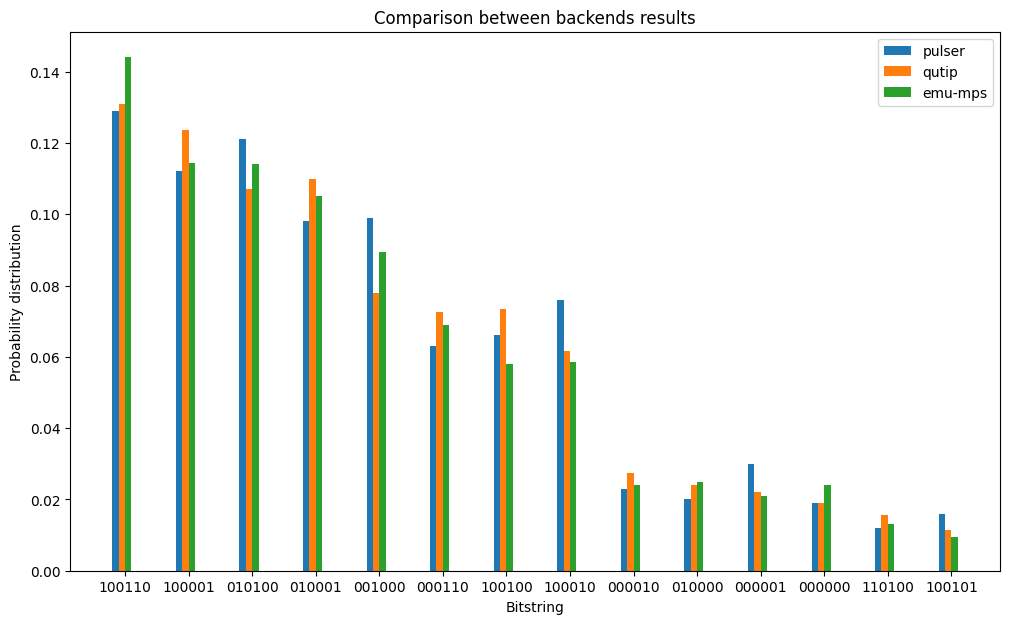 Comparison between backends results
pulser
qutip
emu-mps
Probability distribution
0.14
0.12
0.10
0.08
0.06
0.04
0.02
0.00
100110 100001 010100 010001 001000 000110 100100 100010 000010 010000 000001 000000 110100 100101
Bitstring